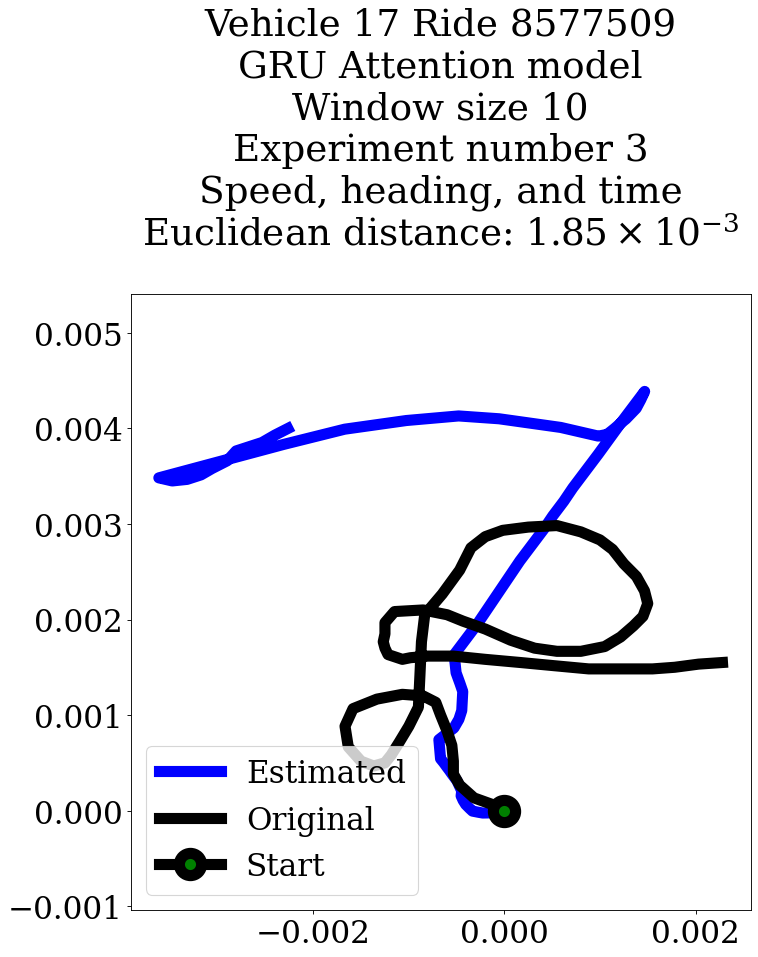 Vehicle 17 Ride 8577509
GRU Attention model
Window size 10
Experiment number 3
Speed, heading, and time
Euclidean distance: 1.85 × 10⁻³
0.005
0.004
0.003
0.002
0.001
0.000
−0.001
Estimated
Original
Start
−0.002 0.000 0.002